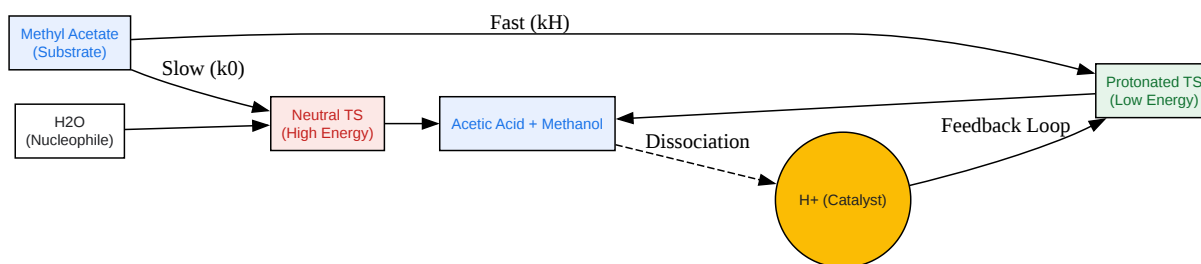 Methyl Acetate
(Substrate)
Fast (kH)
Slow (k0)
H2O
(Nucleophile)
Neutral TS
(High Energy)
Acetic Acid + Methanol
Dissociation
H+ (Catalyst)
Feedback Loop
Protonated TS
(Low Energy)